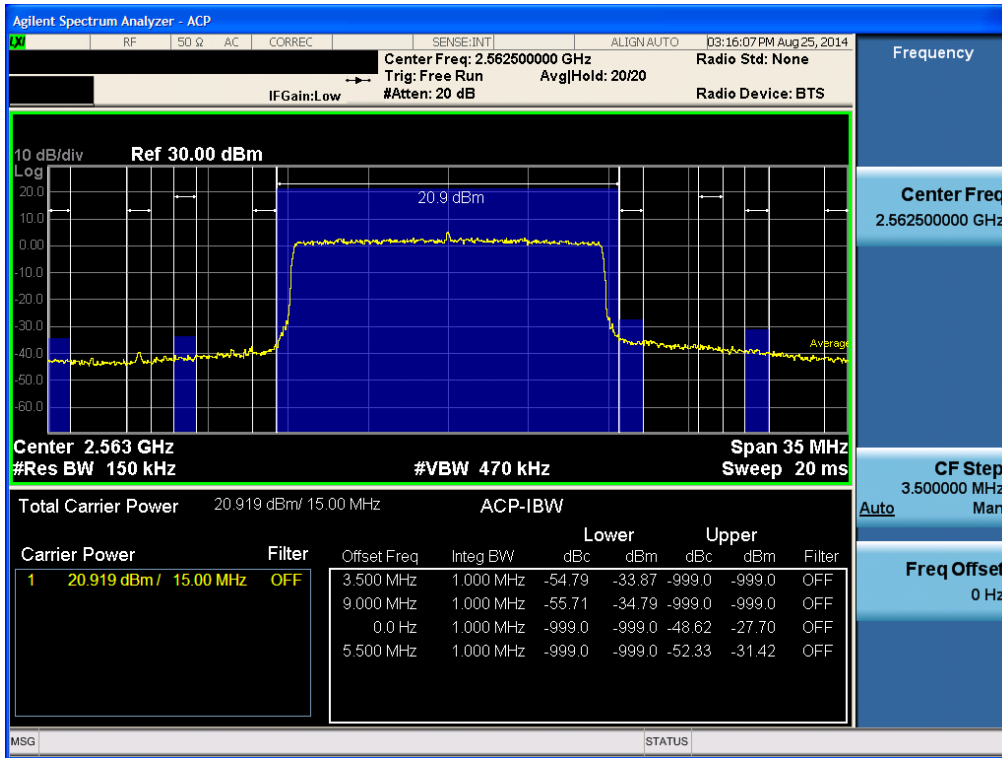 Agilent Spectrum Analyzer - ACP
LXI RF 50 Ω AC CORREC SENSE:INT ALIGN AUTO 03:16:07 PM Aug 25, 2014
Center Freq: 2.562500000 GHz Radio Std: None
Trig: Free Run Avg|Hold: 20/20
IFGain:Low #Atten: 20 dB Radio Device: BTS
10 dB/div Ref 30.00 dBm
Log
20.0
10.0
0.00
-10.0
-20.0
-30.0
-40.0
-50.0
-60.0
20.9 dBm
Average
Center 2.563 GHz Span 35 MHz
#Res BW 150 kHz #VBW 470 kHz Sweep 20 ms
Total Carrier Power 20.919 dBm/ 15.00 MHz ACP-IBW
Lower Upper
Carrier Power Filter Offset Freq Integ BW dBc dBm dBc dBm Filter
1 20.919 dBm / 15.00 MHz OFF 3.500 MHz 1.000 MHz -54.79 -33.87 -999.0 -999.0 OFF
9.000 MHz 1.000 MHz -55.71 -34.79 -999.0 -999.0 OFF
0.0 Hz 1.000 MHz -999.0 -999.0 -48.62 -27.70 OFF
5.500 MHz 1.000 MHz -999.0 -999.0 -52.33 -31.42 OFF
MSG STATUS
Frequency
Center Freq
2.562500000 GHz
CF Step
3.500000 MHz
Auto Man
Freq Offset
0 Hz